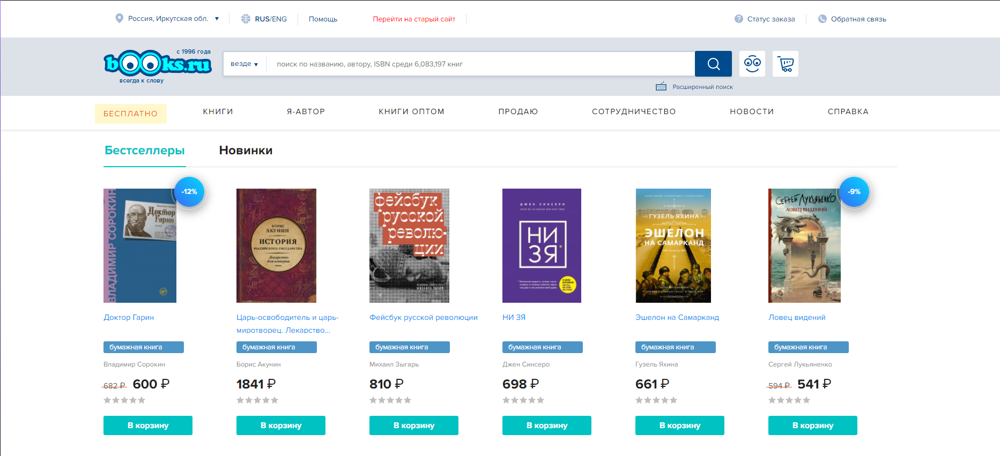 Россия, Иркутская обл.
RUS/ENG
Помощь
Перейти на старый сайт
Статус заказа
Обратная связь
с 1996 года
books.ru
всегда к слову
везде
поиск по названию, автору, ISBN среди 6,083,197 книг
Расширенный поиск
БЕСПЛАТНО
КНИГИ
Я-АВТОР
КНИГИ ОПТОМ
ПРОДАЮ
СОТРУДНИЧЕСТВО
НОВОСТИ
СПРАВКА
Бестселлеры
Новинки
-12%
ВЛАДИМИР СОРОКИН
Доктор
Гарин
18+
БОРИС
АКУНИН
ИСТОРИЯ
РОССИЙСКОГО ГОСУДАРСТВА
Лекарство
для империи
фейсбук
русской
револю-
ции
МИХАИЛА ЗЫГАРЯ
ДЖЕН СИНСЕРО
НИ
ЗЯ
ГУЗЕЛЬ ЯХИНА
ЭШЕЛОН
НА САМАРКАНД
-9%
СЕРГЕЙ ЛУКЬЯНЕНКО
ЛОВЕЦ ВИДЕНИЙ
Доктор Гарин
бумажная книга
Владимир Сорокин
682 ₽ 600 ₽
В корзину
Царь-освободитель и царь-
миротворец. Лекарство...
бумажная книга
Борис Акунин
1841 ₽
В корзину
Фейсбук русской революции
бумажная книга
Михаил Зыгарь
810 ₽
В корзину
НИ ЗЯ
бумажная книга
Джен Синсеро
698 ₽
В корзину
Эшелон на Самарканд
бумажная книга
Гузель Яхина
661 ₽
В корзину
Ловец видений
бумажная книга
Сергей Лукьяненко
594 ₽ 541 ₽
В корзину